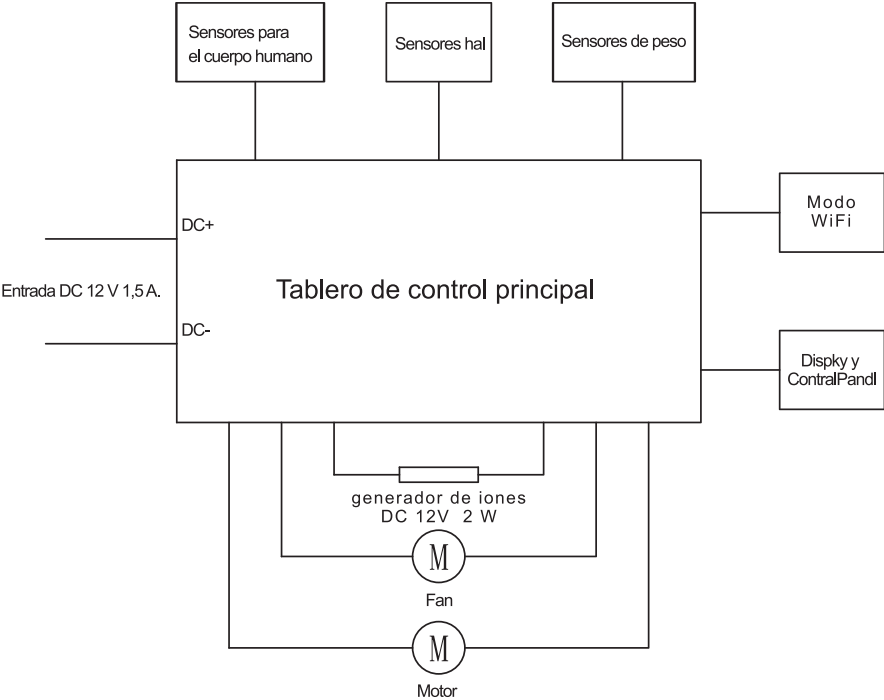 Sensores para
el cuerpo humano
Sensores hal
Sensores de peso
Modo
WiFi
DC+
Entrada DC 12 V 1,5 A.
Tablero de control principal
DC-
Dispky y
ContralPandl
generador de iones
DC 12V 2 W
M
Fan
M
Motor